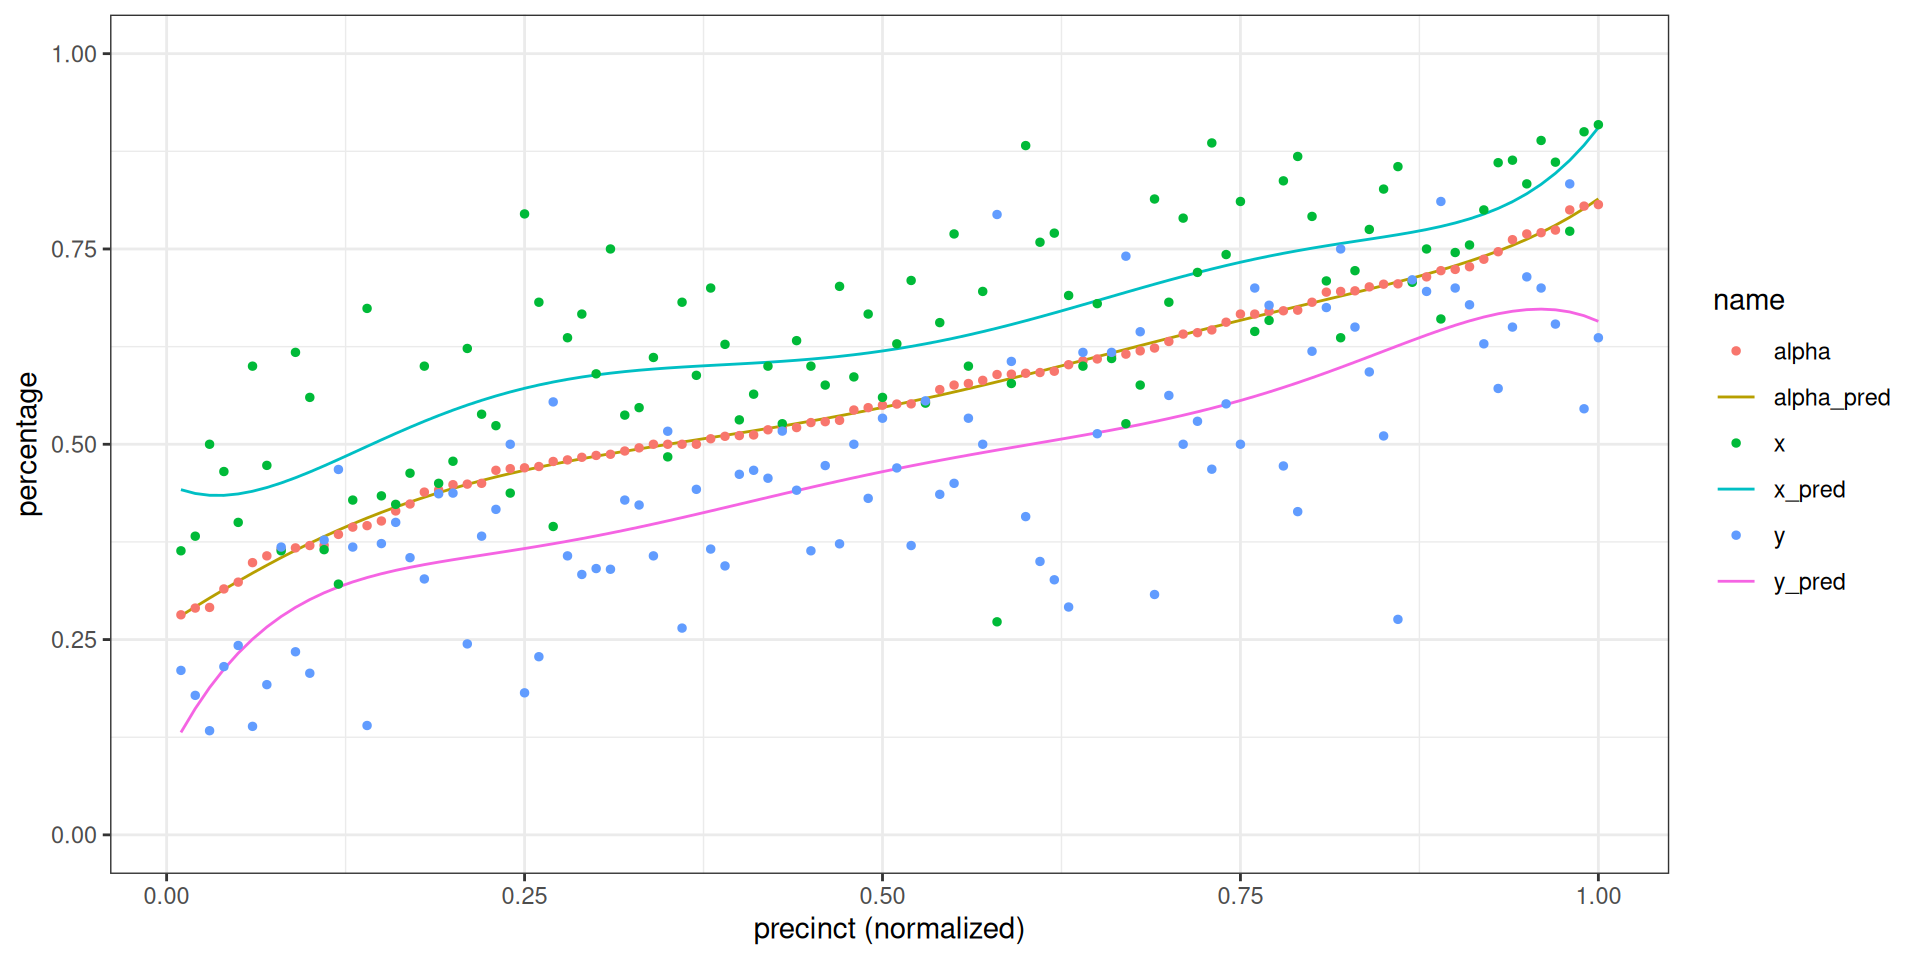 1.00
0.75
0.50
0.25
0.00
percentage
0.00 0.25 0.50 0.75 1.00
precinct (normalized)
name
alpha
alpha_pred
x
x_pred
y
y_pred